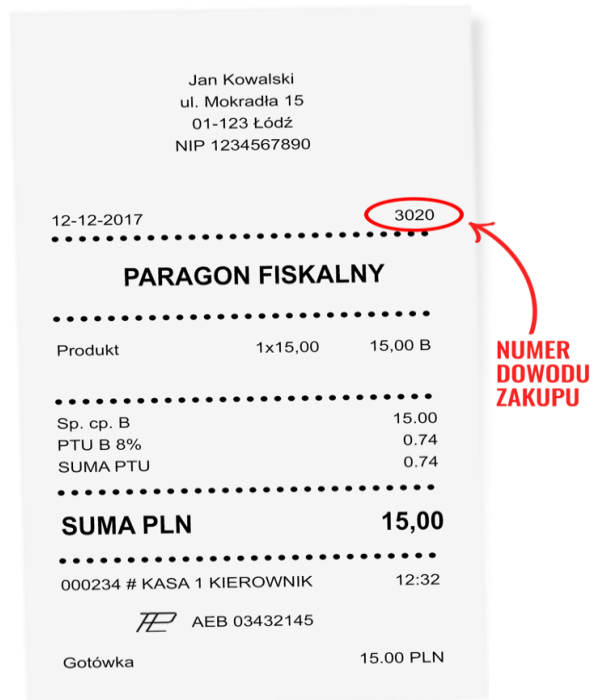 Jan Kowalski
ul. Mokradła 15
01-123 Łódź
NIP 1234567890
12-12-2017 3020
PARAGON FISKALNY
Produkt 1x15,00 15,00 B
Sp. cp. B 15.00
PTU B 8% 0.74
SUMA PTU 0.74
SUMA PLN 15,00
000234 # KASA 1 KIEROWNIK 12:32
AEB 03432145
Gotówka 15.00 PLN
NUMER
DOWODU
ZAKUPU